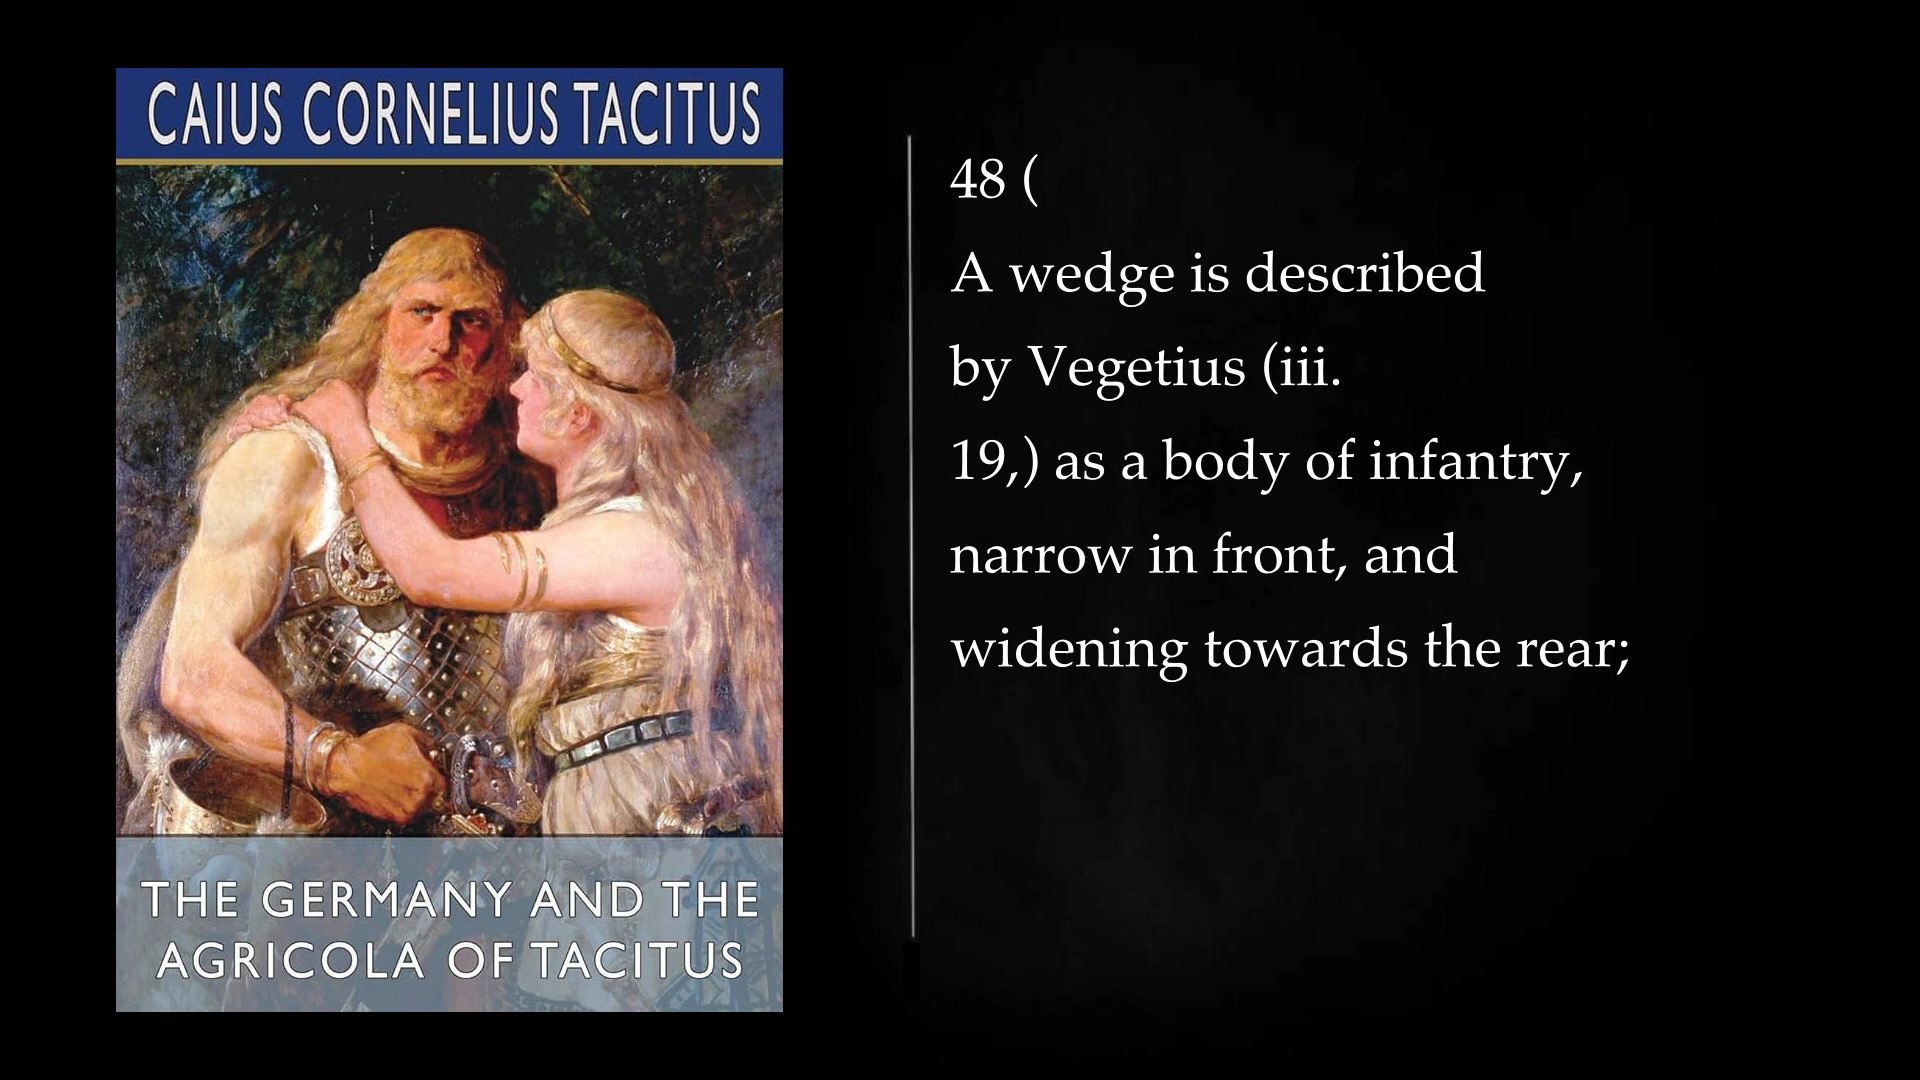 CAIUS CORNELIUS TACITUS
THE GERMANY AND THE
AGRICOLA OF TACITUS
48 (
A wedge is described
by Vegetius (iii.
19,) as a body of infantry,
narrow in front, and
widening towards the rear;